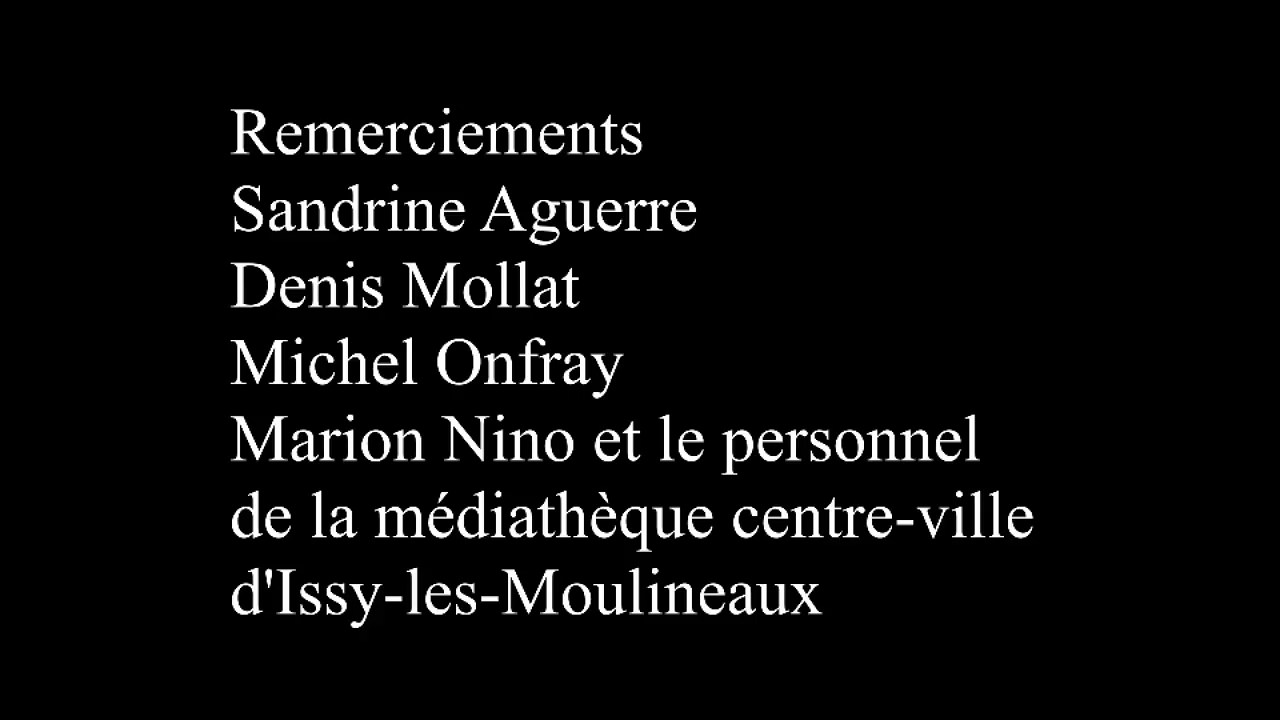 Remerciements
Sandrine Aguerre
Denis Mollat
Michel Onfray
Marion Nino et le personnel
de la médiathèque centre-ville
d'Issy-les-Moulineaux